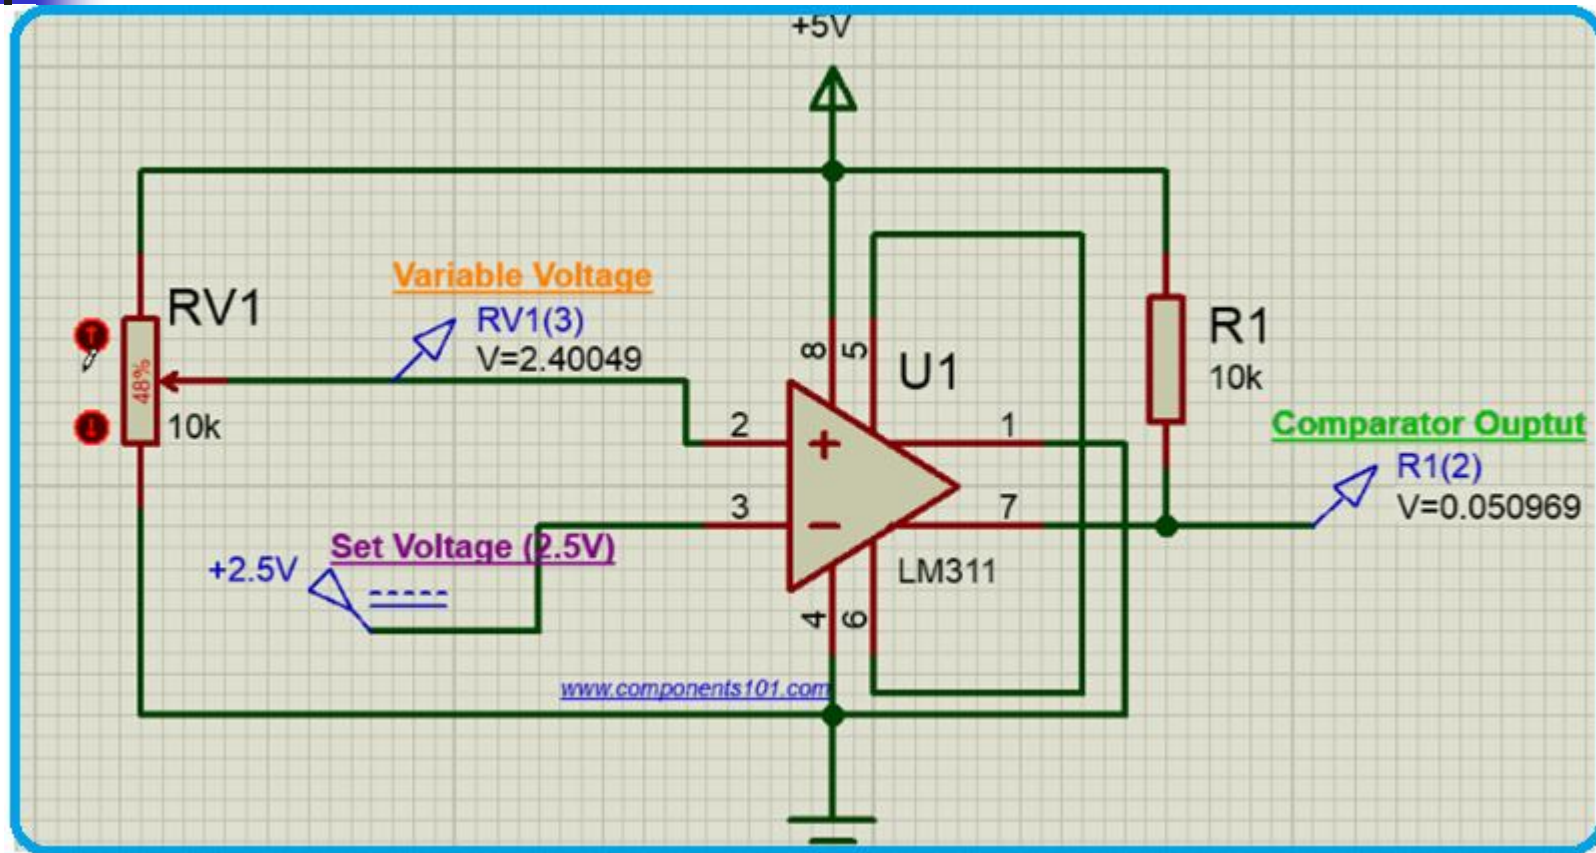 +5V
Variable Voltage
RV1
RV1(3)
V=2.40049
48%
10k
8
5
U1
R1
10k
2
+
1
Comparator Ouptut
R1(2)
V=0.050969
3
7
Set Voltage (2.5V)
+2.5V
LM311
4
6
www.components101.com